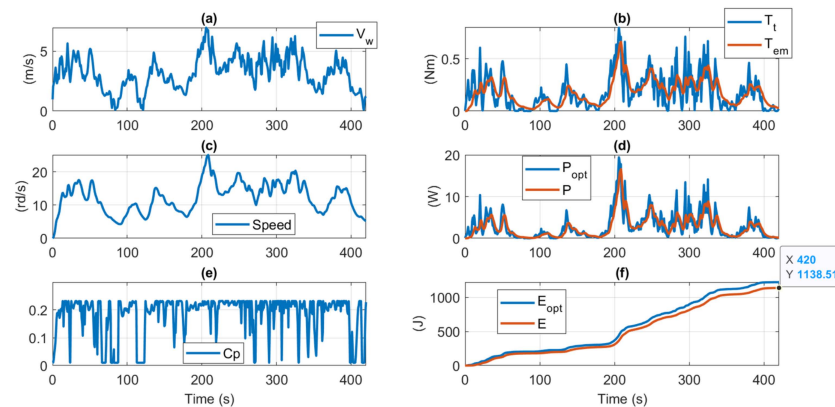 (a)
V_w
(m/s)
5
0
0 100 200 300 400
(b)
T_t
T_em
(Nm)
0.5
0
0 100 200 300 400
(c)
(rd/s)
20
10
0
Speed
0 100 200 300 400
(d)
P_opt
P
(W)
20
10
0
0 100 200 300 400
(e)
0.2
0.1
0
Cp
0 100 200 300 400
Time (s)
(f)
E_opt
E
(J)
1000
500
0
0 100 200 300 400
Time (s)
X 420
Y 1138.51